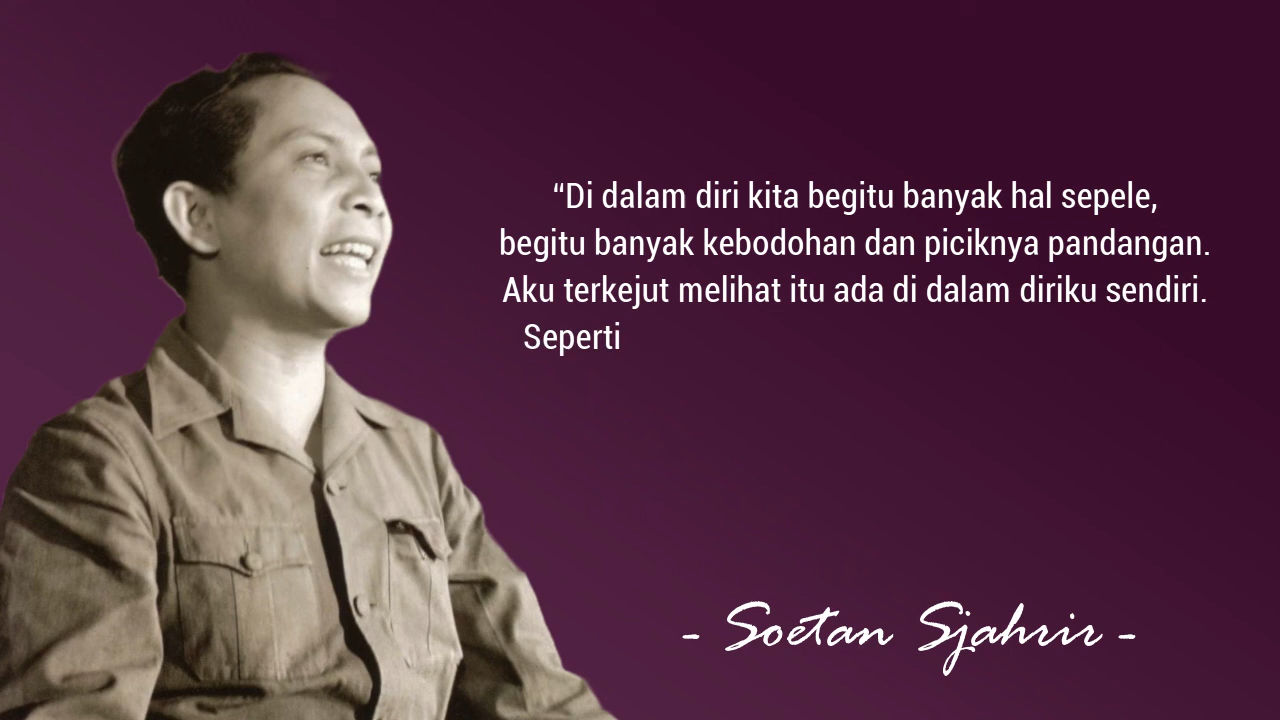 “Di dalam diri kita begitu banyak hal sepele,
begitu banyak kebodohan dan piciknya pandangan.
Aku terkejut melihat itu ada di dalam diriku sendiri.
Seperti
- Soetan Sjahrir -